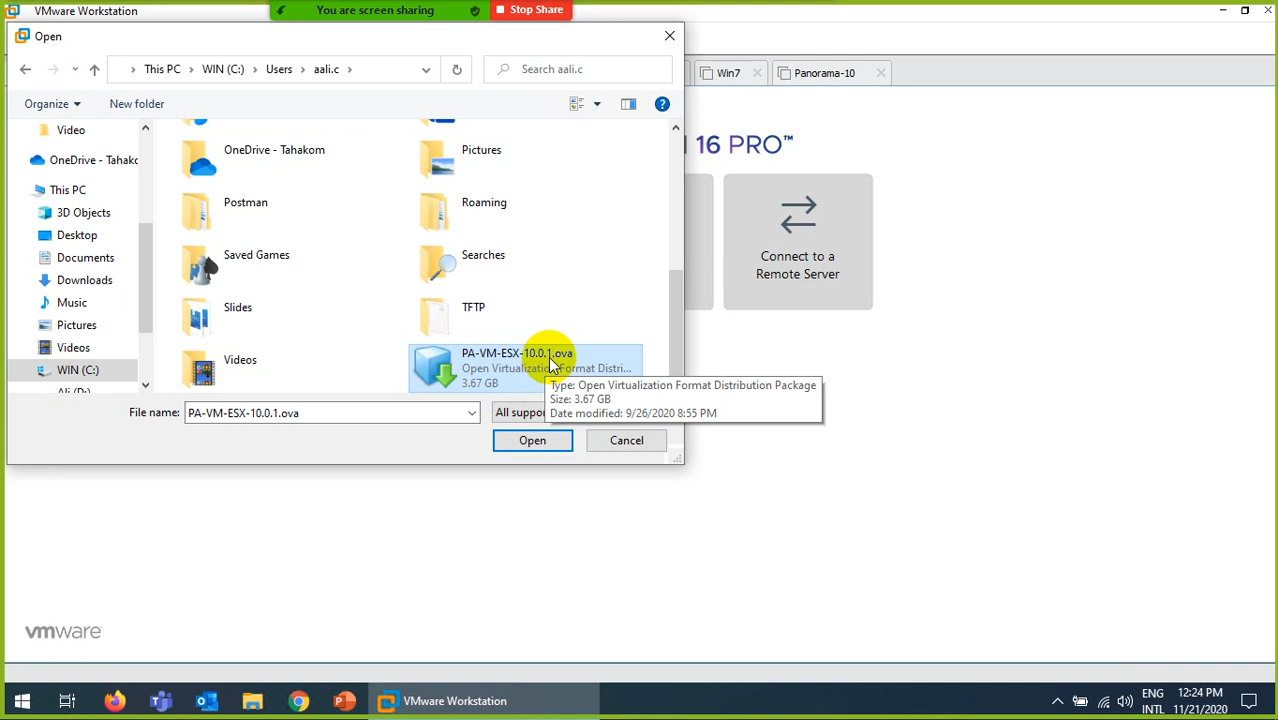 VMware Workstation
You are screen sharing
Stop Share
Open
This PC > WIN (C:) > Users > aali.c >
Search aali.c
Win7
Panorama-10
Organize
New folder
Video
OneDrive - Tahakom
This PC
3D Objects
Desktop
Documents
Downloads
Music
Pictures
Videos
WIN (C:)
OneDrive - Tahakom
Pictures
Postman
Roaming
Saved Games
Searches
Slides
TFTP
Videos
PA-VM-ESX-10.0.1.ova
Open Virtualization Format Distri...
3.67 GB
Type: Open Virtualization Format Distribution Package
Size: 3.67 GB
Date modified: 9/26/2020 8:55 PM
File name:
PA-VM-ESX-10.0.1.ova
All suppo
Open
Cancel
16 PRO™
Connect to a
Remote Server
vmware
VMware Workstation
ENG
INTL
12:24 PM
11/21/2020